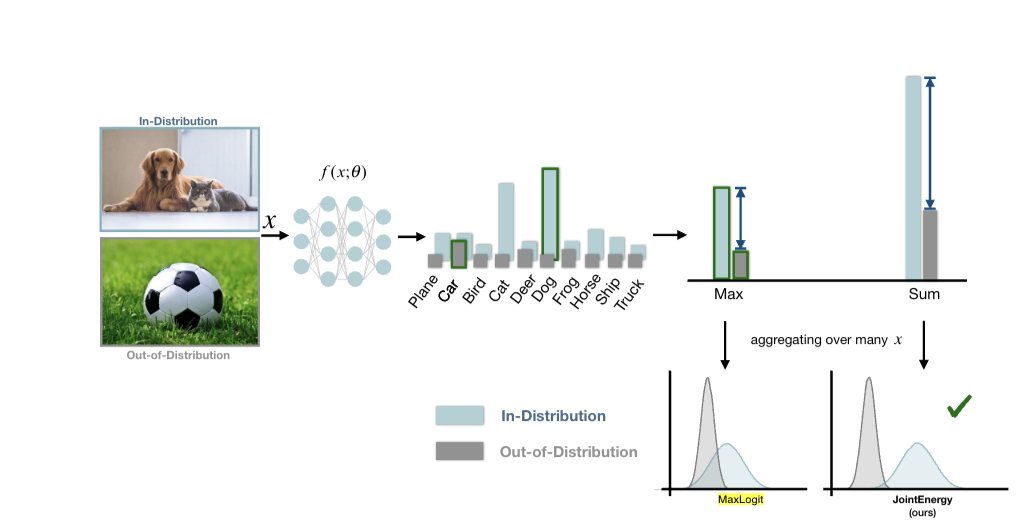 In-Distribution
x
Out-of-Distribution
f(x;θ)
Plane
Car
Bird
Cat
Deer
Dog
Frog
Horse
Ship
Truck
Max
Sum
aggregating over many x
In-Distribution
Out-of-Distribution
MaxLogit
JointEnergy
(ours)